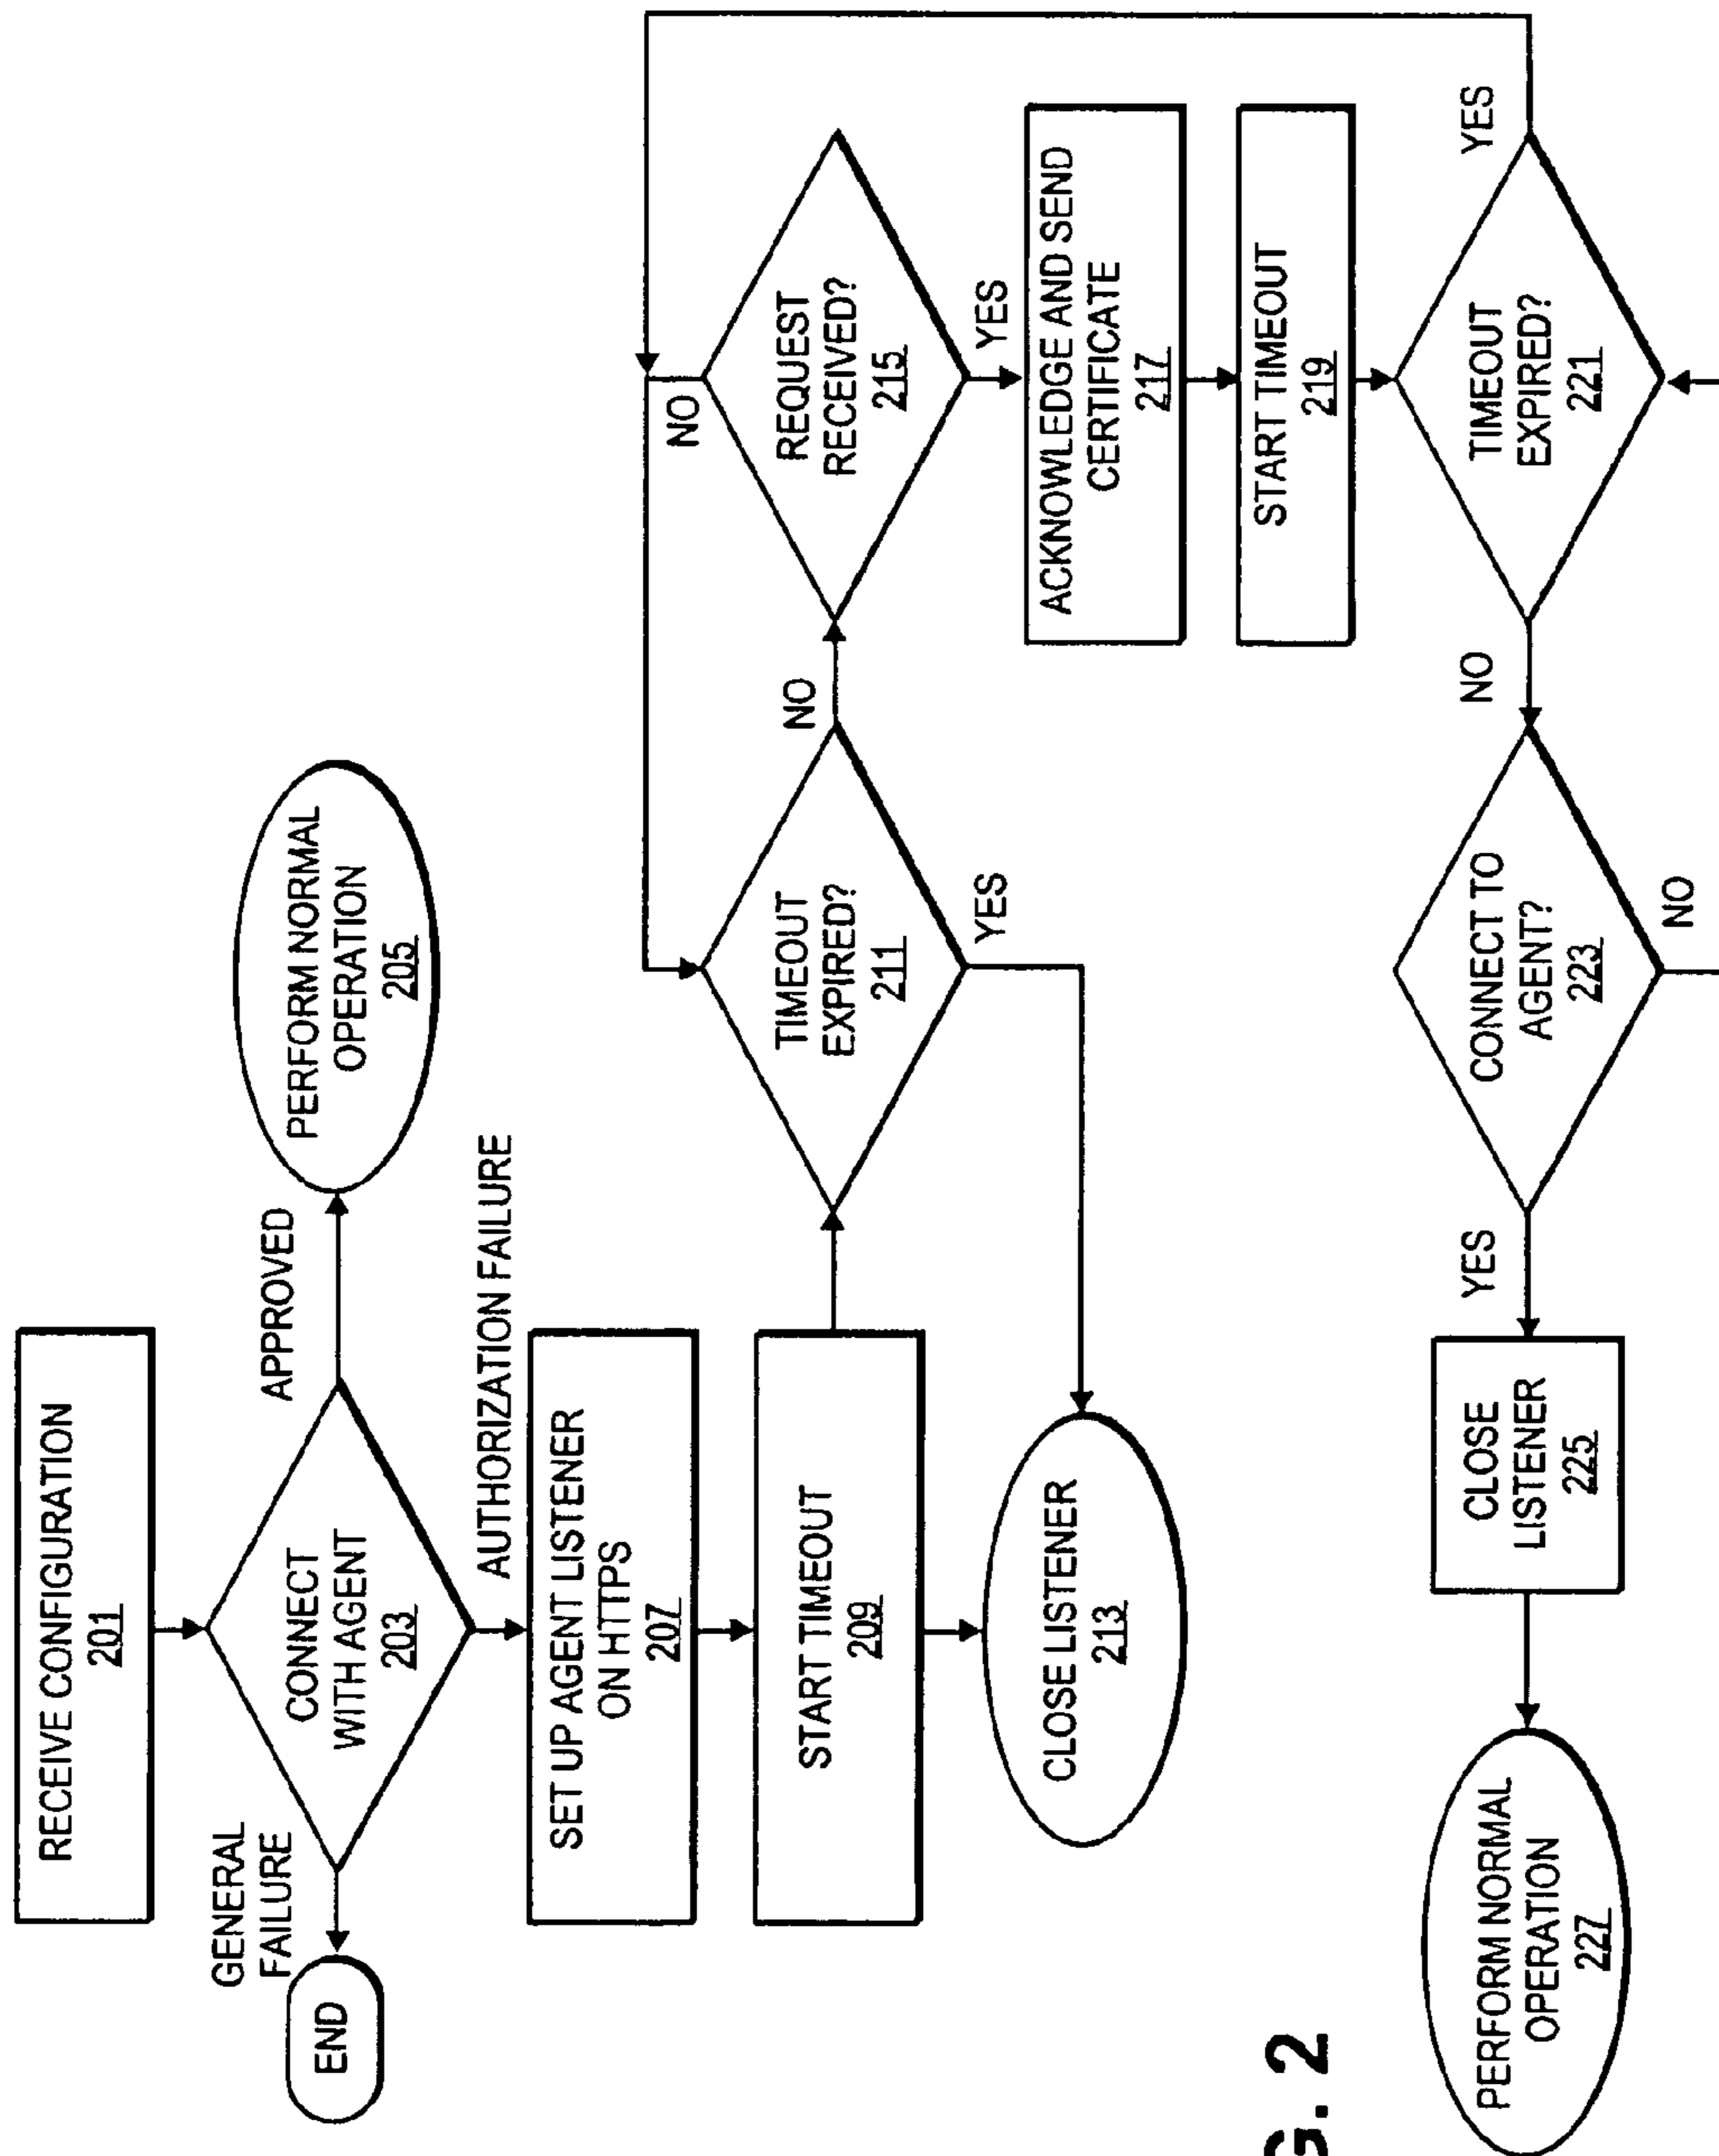 RECEIVE CONFIGURATION
201
GENERAL
FAILURE
END
CONNECT
WITH AGENT
203
APPROVED
PERFORM NORMAL
OPERATION
205
AUTHORIZATION FAILURE
SET UP AGENT LISTENER
ON HTTPS
207
START TIMEOUT
209
CLOSE LISTENER
213
TIMEOUT
EXPIRED?
211
YES
NO
REQUEST
RECEIVED?
215
NO
YES
ACKNOWLEDGE AND SEND
CERTIFICATE
217
START TIMEOUT
219
TIMEOUT
EXPIRED?
221
YES
NO
CONNECT TO
AGENT?
223
NO
YES
CLOSE
LISTENER
225
PERFORM NORMAL
OPERATION
227
G. 2